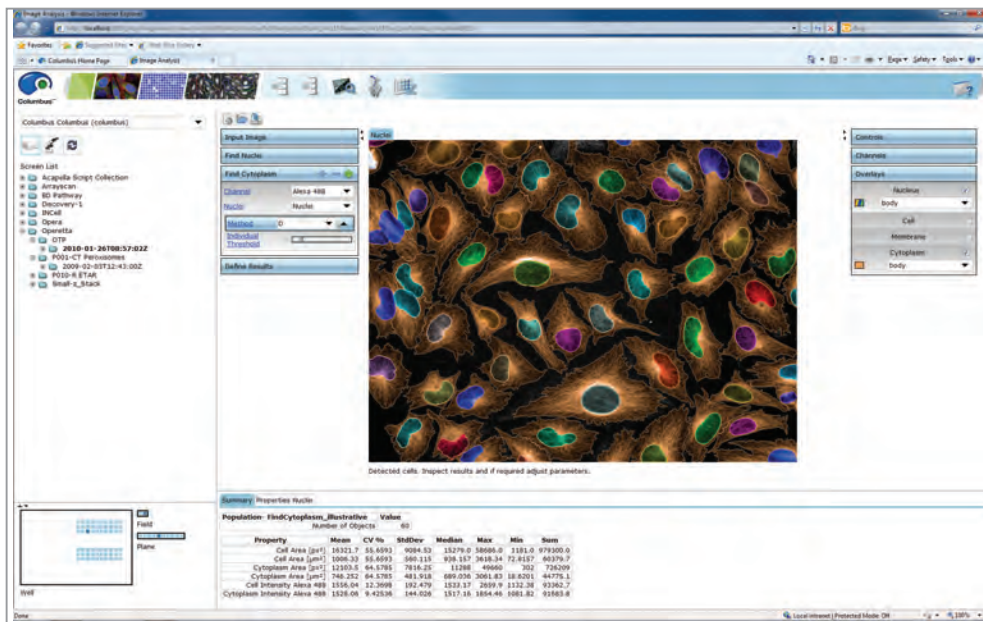 Image Analysis - Windows Internet Explorer
Favorites
Suggested Sites
Web Slice Gallery
Columbus Home Page
Image Analysis
Page
Safety
Tools
Columbus
Columbus Columbus (columbus)
Screen List
Acapella Script Collection
Arrayscan
BD Pathway
Discovery-1
INCell
Opera
Operetta
OTP
2010-01-26T08:57:02Z
P001-CT Peroxisomes
2009-02-03T12:43:00Z
P010-R ETAR
Small-z_Stack
Input Image
Find Nuclei
Find Cytoplasm
Channel Alexa 488
Nuclei Nuclei
Method D
Individual
Threshold
Define Results
Nuclei
Detected cells. Inspect results and if required adjust parameters.
Controls
Channels
Overlays
Nucleus
body
Cell
Membrane
Cytoplasm
body
Field
Plane
Well
Summary Properties Nuclei
Population- FindCytoplasm_illustrative Value
Number of Objects 60
Property Mean CV % StdDev Median Max Min Sum
Cell Area [px²] 16321.7 55.6593 9084.53 15279.0 58686.0 1181.0 979300.0
Cell Area [µm²] 1006.33 55.6593 560.115 938.157 3618.34 72.8157 60379.7
Cytoplasm Area [px²] 12103.5 64.5785 7816.25 11288 49660 302 726209
Cytoplasm Area [µm²] 746.252 64.5785 481.918 689.036 3061.83 18.6201 44775.1
Cell Intensity Alexa 488 1556.04 12.3698 192.479 1533.17 2659.9 1132.38 93362.7
Cytoplasm Intensity Alexa 488 1528.06 9.42536 144.026 1517.16 1864.46 1081.82 91683.8
Done
Local intranet | Protected Mode: Off
100%